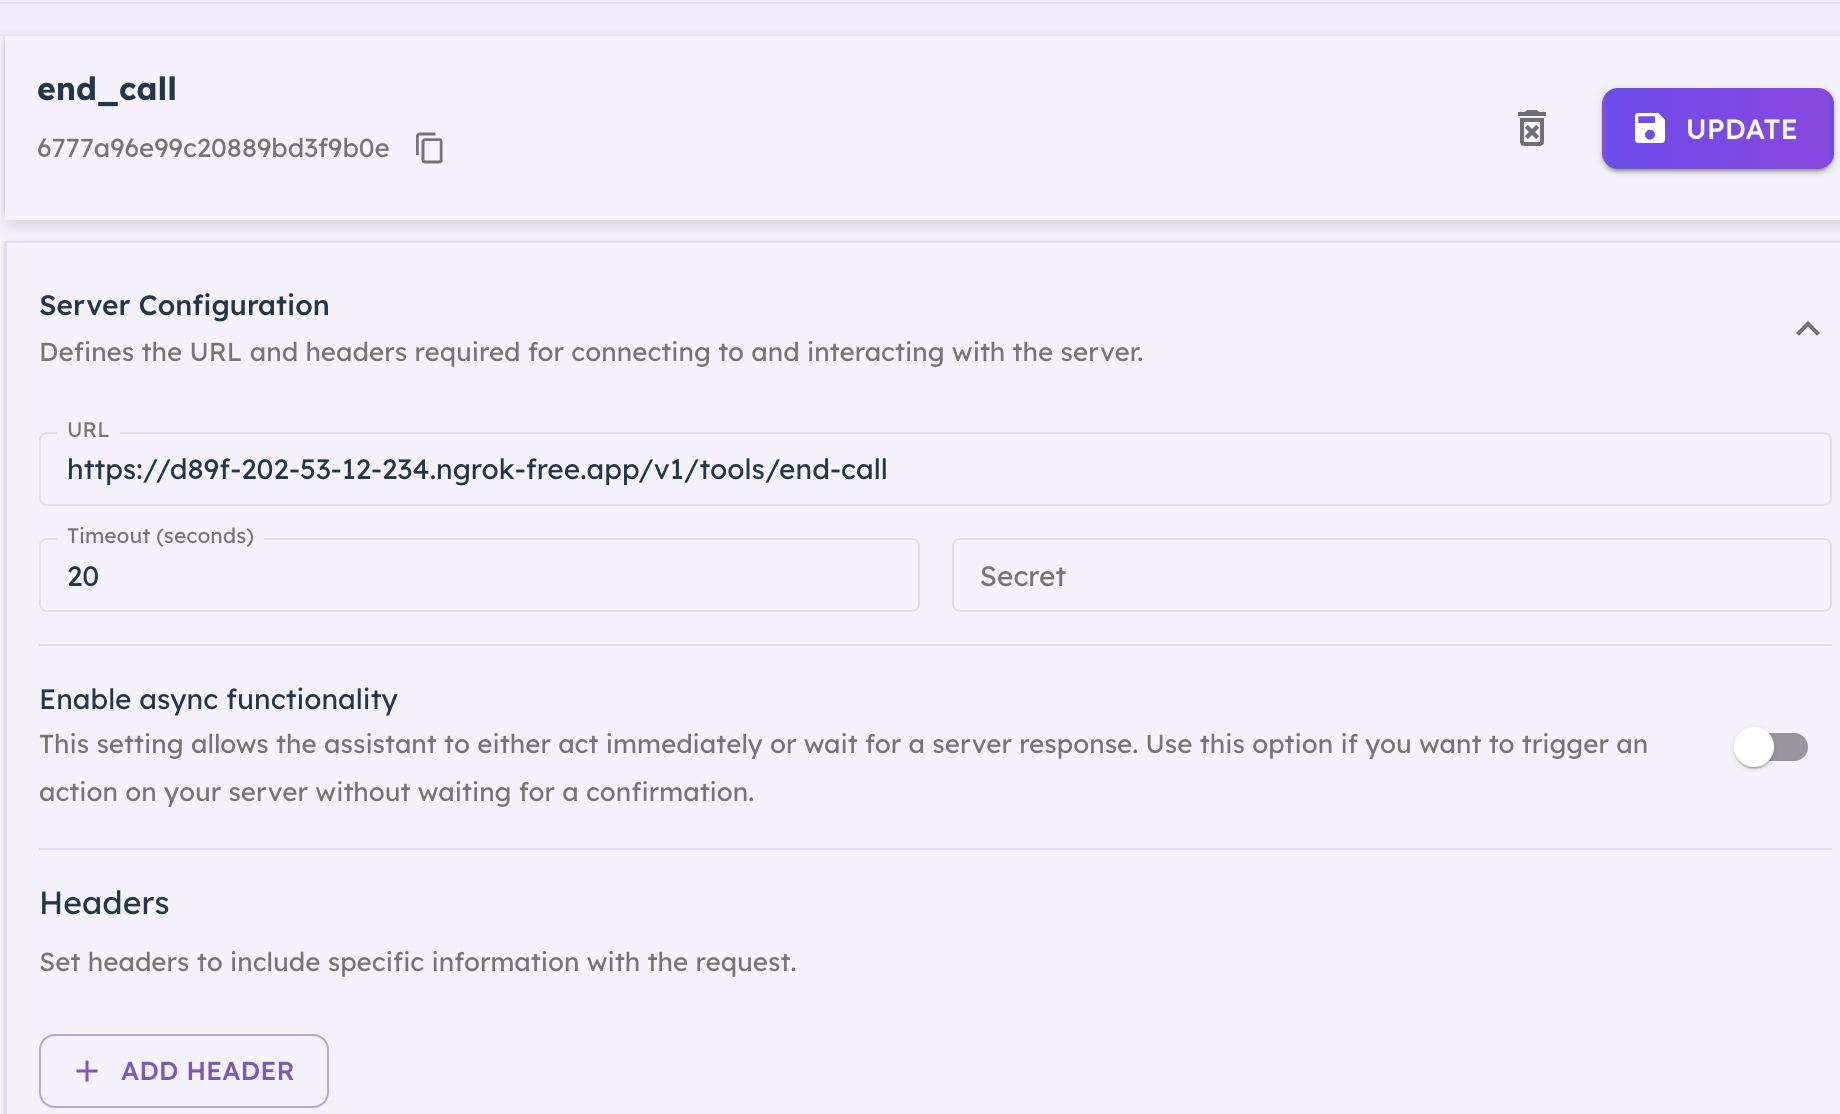 end_call
6777a96e99c20889bd3f9b0e
UPDATE
Server Configuration
Defines the URL and headers required for connecting to and interacting with the server.
URL
https://d89f-202-53-12-234.ngrok-free.app/v1/tools/end-call
Timeout (seconds)
20
Secret
Enable async functionality
This setting allows the assistant to either act immediately or wait for a server response. Use this option if you want to trigger an
action on your server without waiting for a confirmation.
Headers
Set headers to include specific information with the request.
+ ADD HEADER